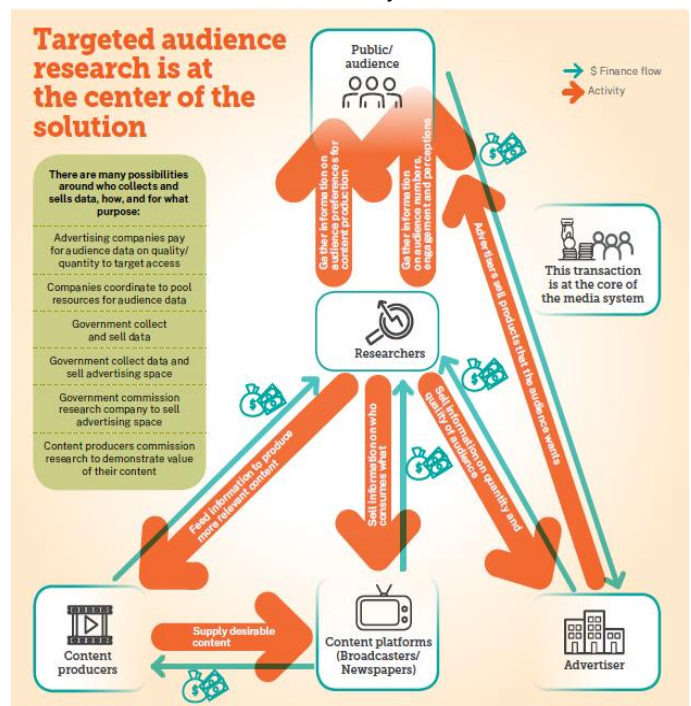 Targeted audience
research is at
the center of the
solution
Public/
audience
$ Finance flow
Activity
There are many possibilities
around who collects and
sells data, how, and for what
purpose:
Advertising companies pay
for audience data on quality/
quantity to target access
Companies coordinate to pool
resources for audience data
Government collect
and sell data
Government collect data and
sell advertising space
Government commission
research company to sell
advertising space
Content producers commission
research to demonstrate value
of their content
Gather information on
audience preferences for
content production
Gather information
on audience numbers,
engagement and perceptions
Advertisers sell products that the audience wants
This transaction
is at the core of
the media system
Researchers
Feed information to produce
more relevant content
Sell information on who
consumes what
Sell information on quantity and
quality of audience
Content
producers
Supply desirable
content
Content platforms
(Broadcasters/
Newspapers)
Advertiser